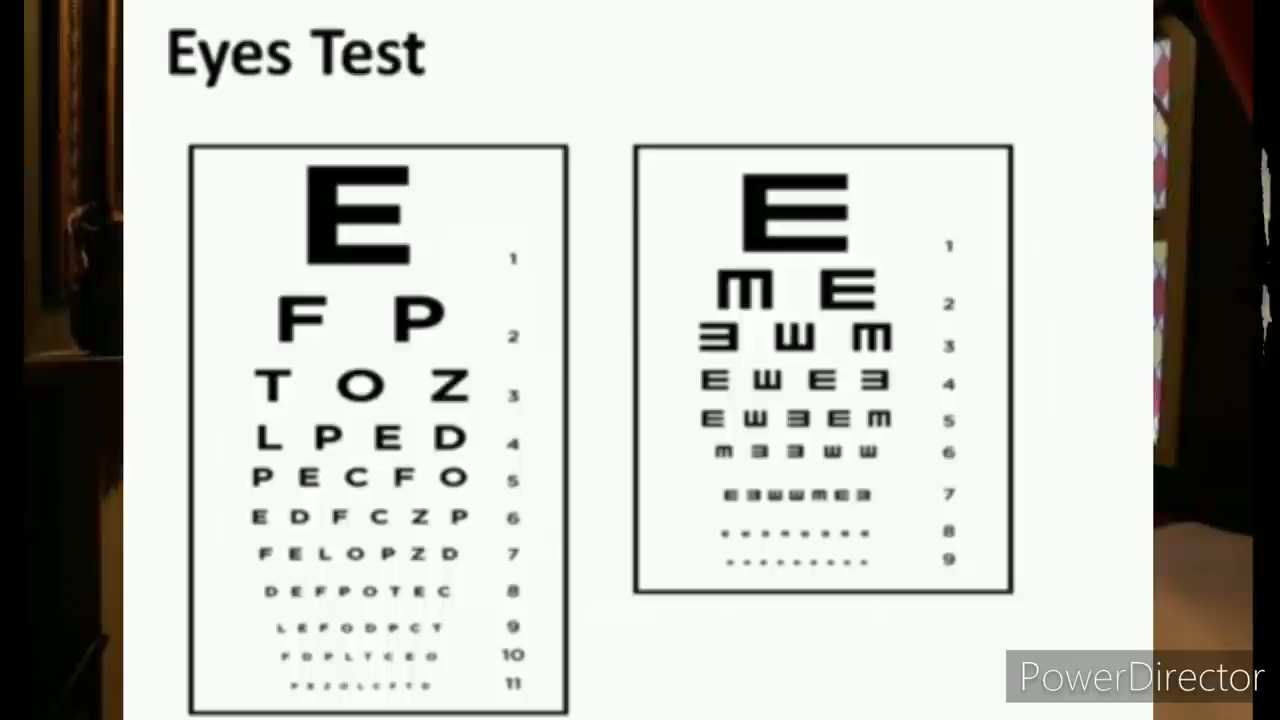 Eyes Test
E
1
F P
2
T O Z
3
L P E D
4
P E C F O
5
E D F C Z P
6
F E L O P Z D
7
D E F P O T E C
8
L E F O D P C T
9
F D P L T C E O
10
11
E
1
E
2
3
E E
4
E E
5
6
7
8
9
PowerDirector